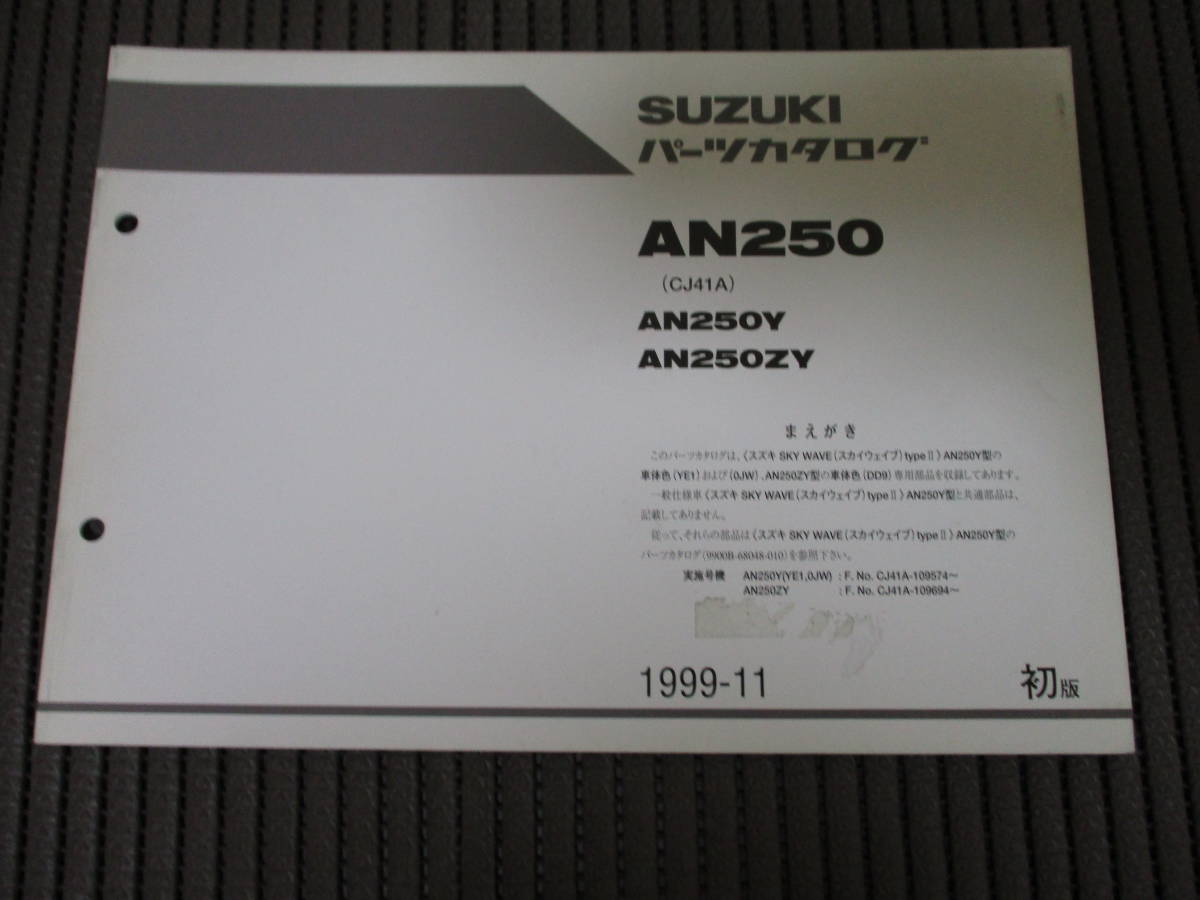 SUZUKI
パーツカタログ
AN250
(CJ41A)
AN250Y
AN250ZY
まえがき
このパーツカタログは、〈スズキ SKY WAVE(スカイウェイブ)typeⅡ〉AN250Y型の
車体色(YE1)および(0JW)、AN250ZY型の車体色(DD9)専用部品を収録してあります。
一般仕様車〈スズキ SKY WAVE(スカイウェイブ)typeⅡ〉AN250Y型と共通部品は、
記載してありません。
従って、それらの部品は〈スズキ SKY WAVE(スカイウェイブ)typeⅡ〉AN250Y型の
パーツカタログ(9900B-68048-010)を参照下さい。
実施号機 AN250Y(YE1,0JW) : F. No. CJ41A-109574～
AN250ZY : F. No. CJ41A-109694～
1999-11 初版